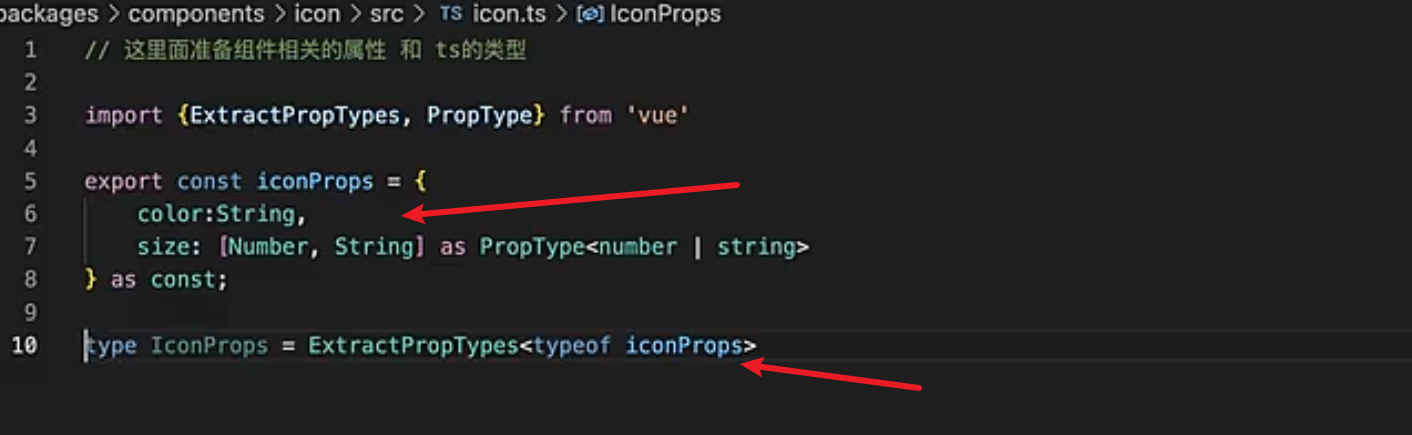 packages > components > icon > src > TS icon.ts > IconProps
1 // 这里面准备组件相关的属性 和 ts的类型
2
3 import {ExtractPropTypes, PropType} from 'vue'
4
5 export const iconProps = {
6 color:String,
7 size: [Number, String] as PropType<number | string>
8 } as const;
9
10 type IconProps = ExtractPropTypes<typeof iconProps>